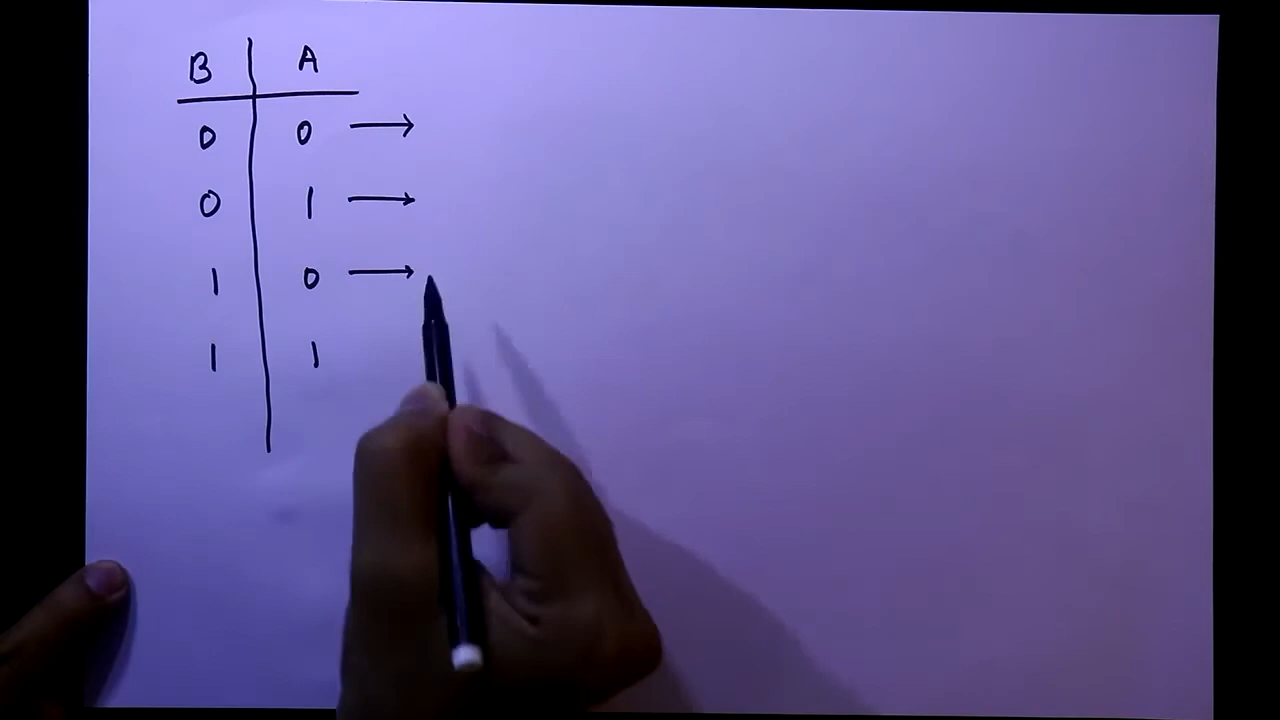 B A
0 0 →
0 1 →
1 0 →
1 1